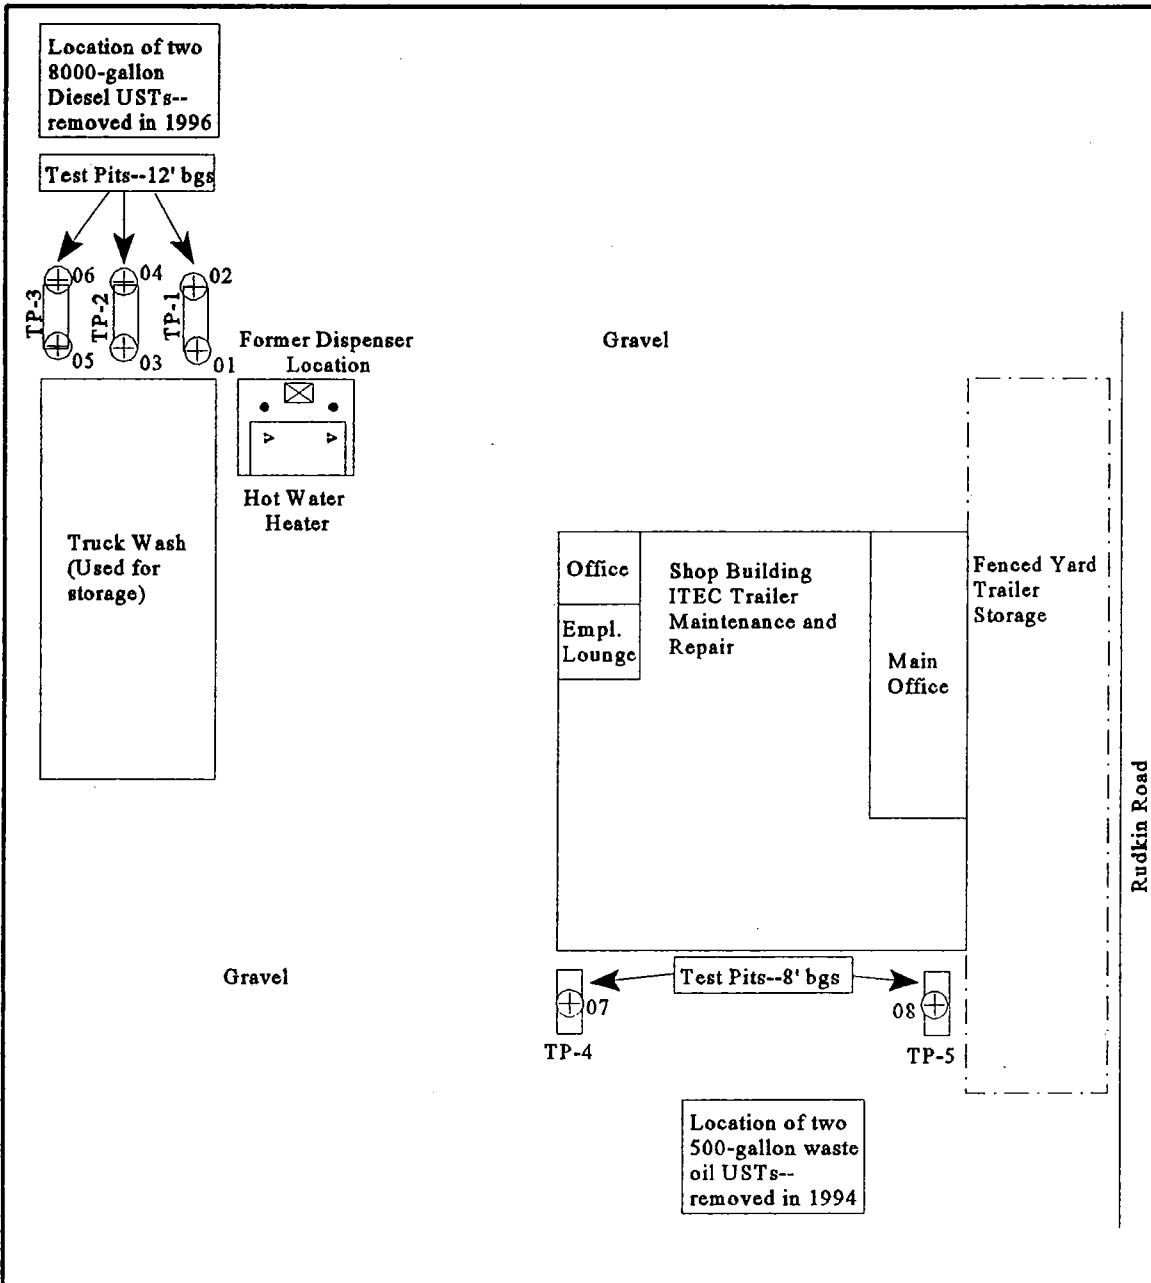 Location of two
8000-gallon
Diesel USTs--
removed in 1996
Test Pits--12' bgs
06
04
02
TP-3
TP-2
TP-1
05
03
01
Former Dispenser
Location
Gravel
v
v
Hot Water
Heater
Truck Wash
(Used for
storage)
Office
Empl.
Lounge
Shop Building
ITEC Trailer
Maintenance and
Repair
Main
Office
Fenced Yard
Trailer
Storage
Rudkin Road
Gravel
Test Pits--8' bgs
07
08
TP-4
TP-5
Location of two
500-gallon waste
oil USTs--
removed in 1994